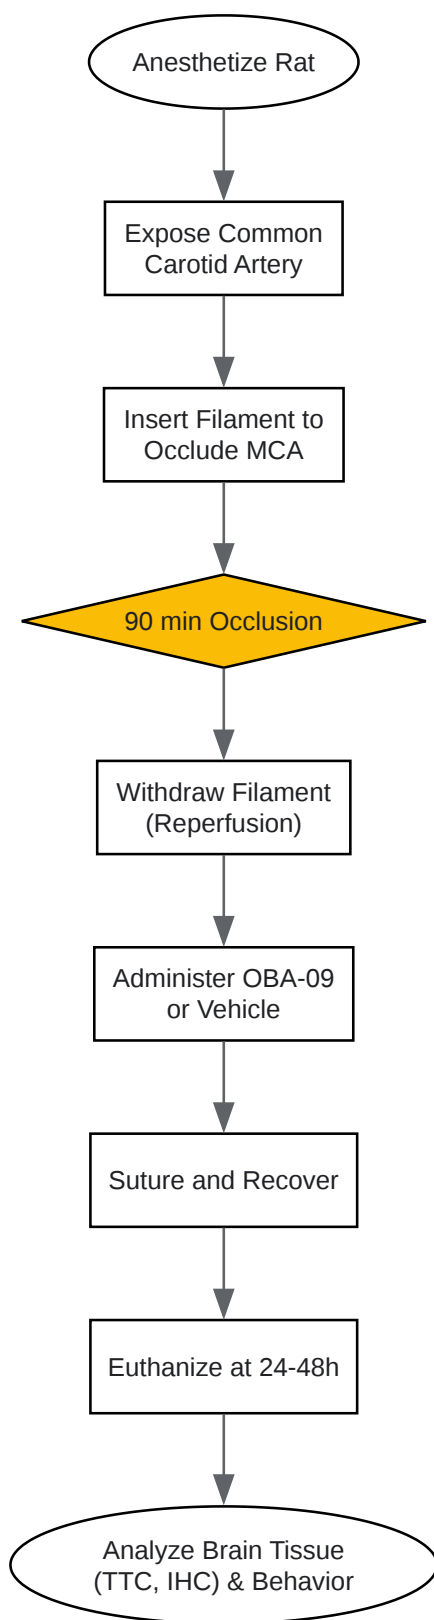 Anesthetize Rat
Expose Common
Carotid Artery
Insert Filament to
Occlude MCA
90 min Occlusion
Withdraw Filament
(Reperfusion)
Administer OBA-09
or Vehicle
Suture and Recover
Euthanize at 24-48h
Analyze Brain Tissue
(TTC, IHC) & Behavior